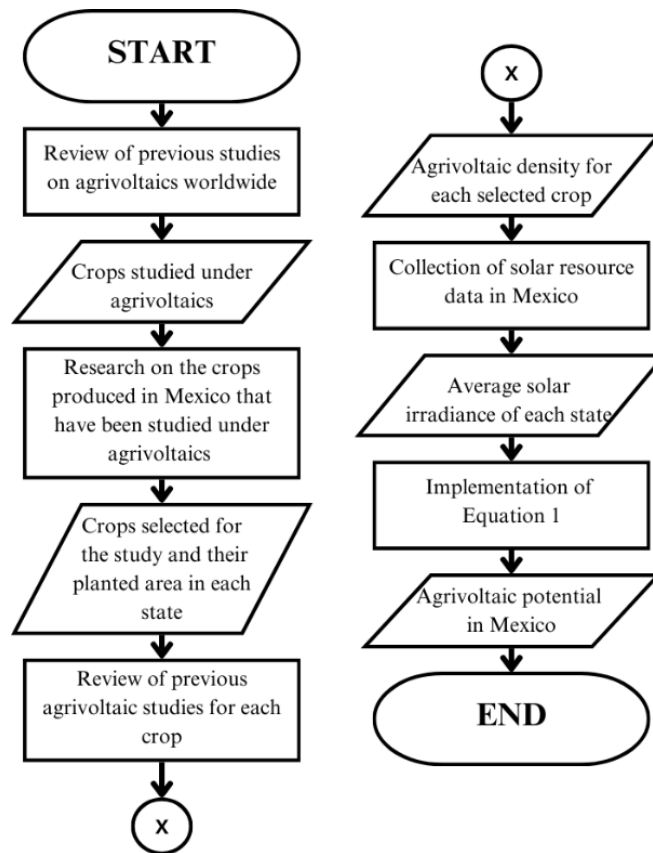 START
Review of previous studies
on agrivoltaics worldwide
Crops studied under
agrivoltaics
Research on the crops
produced in Mexico that
have been studied under
agrivoltaics
Crops selected for
the study and their
planted area in each
state
Review of previous
agrivoltaic studies for each
crop
X
X
Agrivoltaic density for
each selected crop
Collection of solar resource
data in Mexico
Average solar
irradiance of each state
Implementation of
Equation 1
Agrivoltaic potential
in Mexico
END